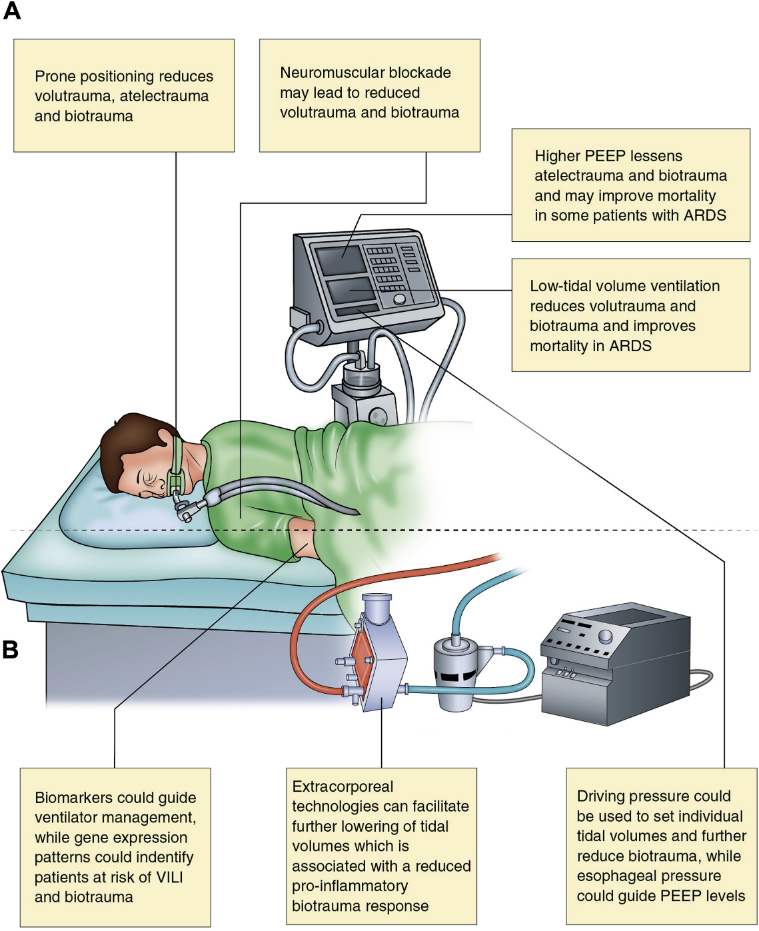 A
Prone positioning reduces
volutrauma, atelectrauma
and biotrauma
Neuromuscular blockade
may lead to reduced
volutrauma and biotrauma
Higher PEEP lessens
atelectrauma and biotrauma
and may improve mortality
in some patients with ARDS
Low-tidal volume ventilation
reduces volutrauma and
biotrauma and improves
mortality in ARDS
B
Biomarkers could guide
ventilator management,
while gene expression
patterns could indentify
patients at risk of VILI
and biotrauma
Extracorporeal
technologies can facilitate
further lowering of tidal
volumes which is
associated with a reduced
pro-inflammatory
biotrauma response
Driving pressure could
be used to set individual
tidal volumes and further
reduce biotrauma, while
esophageal pressure
could guide PEEP levels